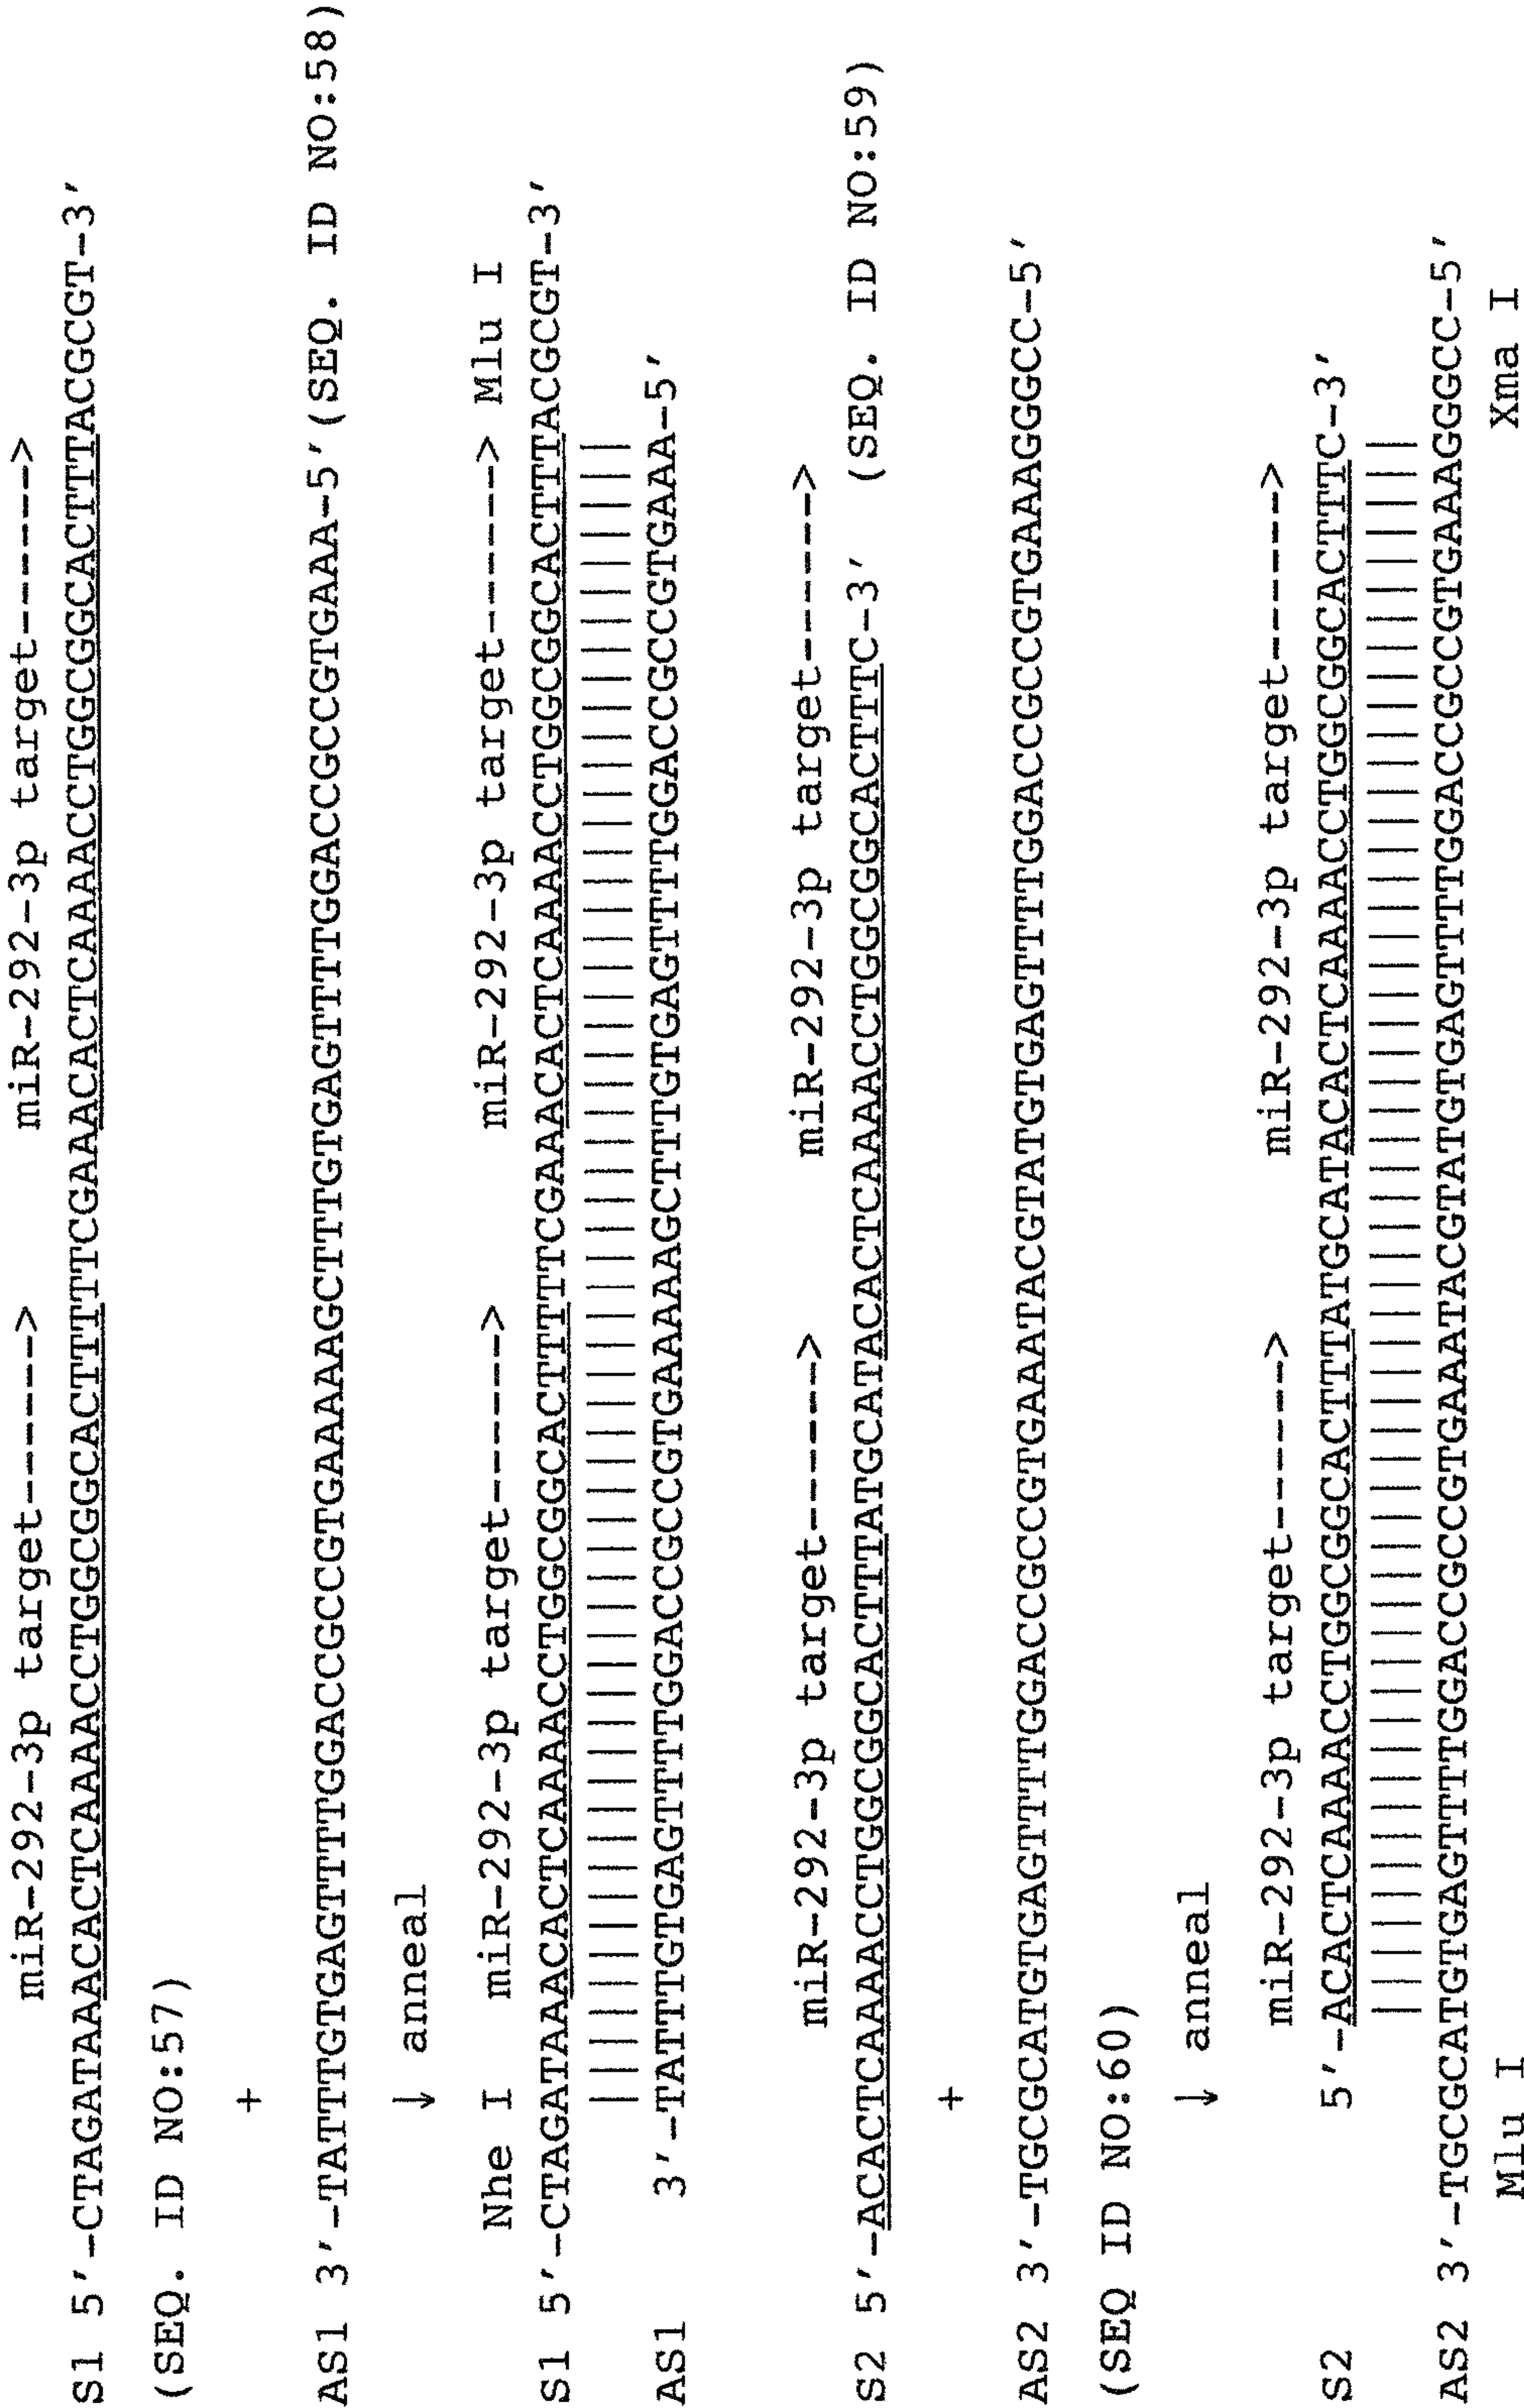 miR-292-3p target------> miR-292-3p target------>
S1 5'-CTAGATAAACACTCAAAACCTGGCGGCACTTTTTCGAAACACTCAAAACCTGGCGGCACTTTACGCGT-3'
(SEQ. ID NO:57)
+
AS1 3'-TATTTGTGAGTTTTGGACCGCCGTGAAAAAGCTTTGTGAGTTTTGGACCGCCGTGAAA-5'(SEQ. ID NO:58)
↓ anneal
Nhe I miR-292-3p target------> miR-292-3p target------> Mlu I
S1 5'-CTAGATAAACACTCAAAACCTGGCGGCACTTTTTCGAAACACTCAAAACCTGGCGGCACTTTACGCGT-3'
AS1 3'-TATTTGTGAGTTTTGGACCGCCGTGAAAAAGCTTTGTGAGTTTTGGACCGCCGTGAAA-5'
miR-292-3p target------> miR-292-3p target------>
S2 5'-ACACTCAAAACCTGGCGGCACTTTATGCATACACTCAAAACCTGGCGGCACTTTC-3' (SEQ. ID NO:59)
+
AS2 3'-TGCGCATGTGAGTTTTGGACCGCCGTGAAATACGTATGTGAGTTTTGGACCGCCGTGAAAGGGCC-5'
(SEQ ID NO:60)
↓ anneal
miR-292-3p target------> miR-292-3p target------>
S2 5'-ACACTCAAAACCTGGCGGCACTTTATGCATACACTCAAAACCTGGCGGCACTTTC-3'
AS2 3'-TGCGCATGTGAGTTTTGGACCGCCGTGAAATACGTATGTGAGTTTTGGACCGCCGTGAAAGGGCC-5'
Mlu I Xma I